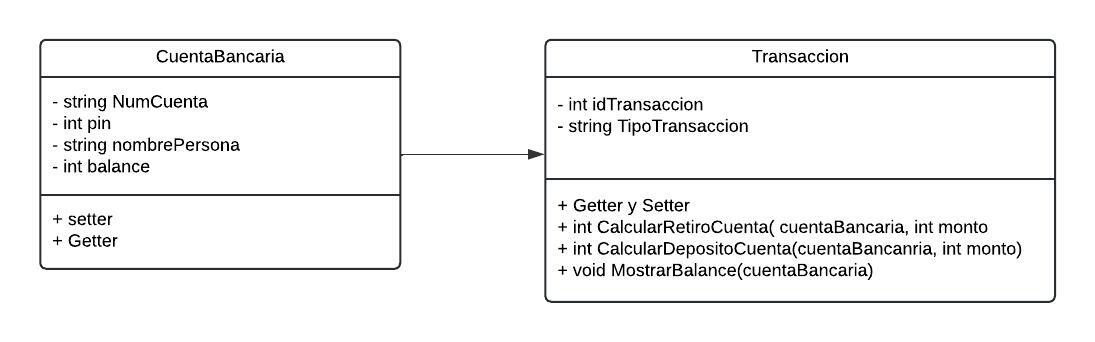 CuentaBancaria
- string NumCuenta
- int pin
- string nombrePersona
- int balance
+ setter
+ Getter
Transaccion
- int idTransaccion
- string TipoTransaccion
+ Getter y Setter
+ int CalcularRetiroCuenta( cuentaBancaria, int monto
+ int CalcularDepositoCuenta(cuentaBancanria, int monto)
+ void MostrarBalance(cuentaBancaria)